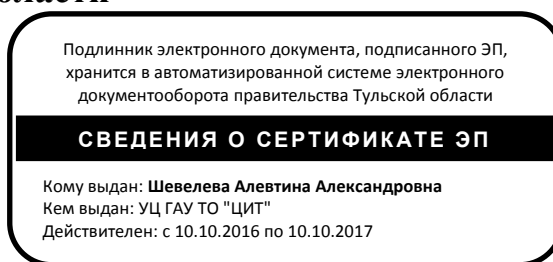 Подлинник электронного документа, подписанного ЭП,
хранится в автоматизированной системе электронного
документооборота правительства Тульской области
СВЕДЕНИЯ О СЕРТИФИКАТЕ ЭП
Кому выдан: Шевелева Алевтина Александровна
Кем выдан: УЦ ГАУ ТО "ЦИТ"
Действителен: с 10.10.2016 по 10.10.2017